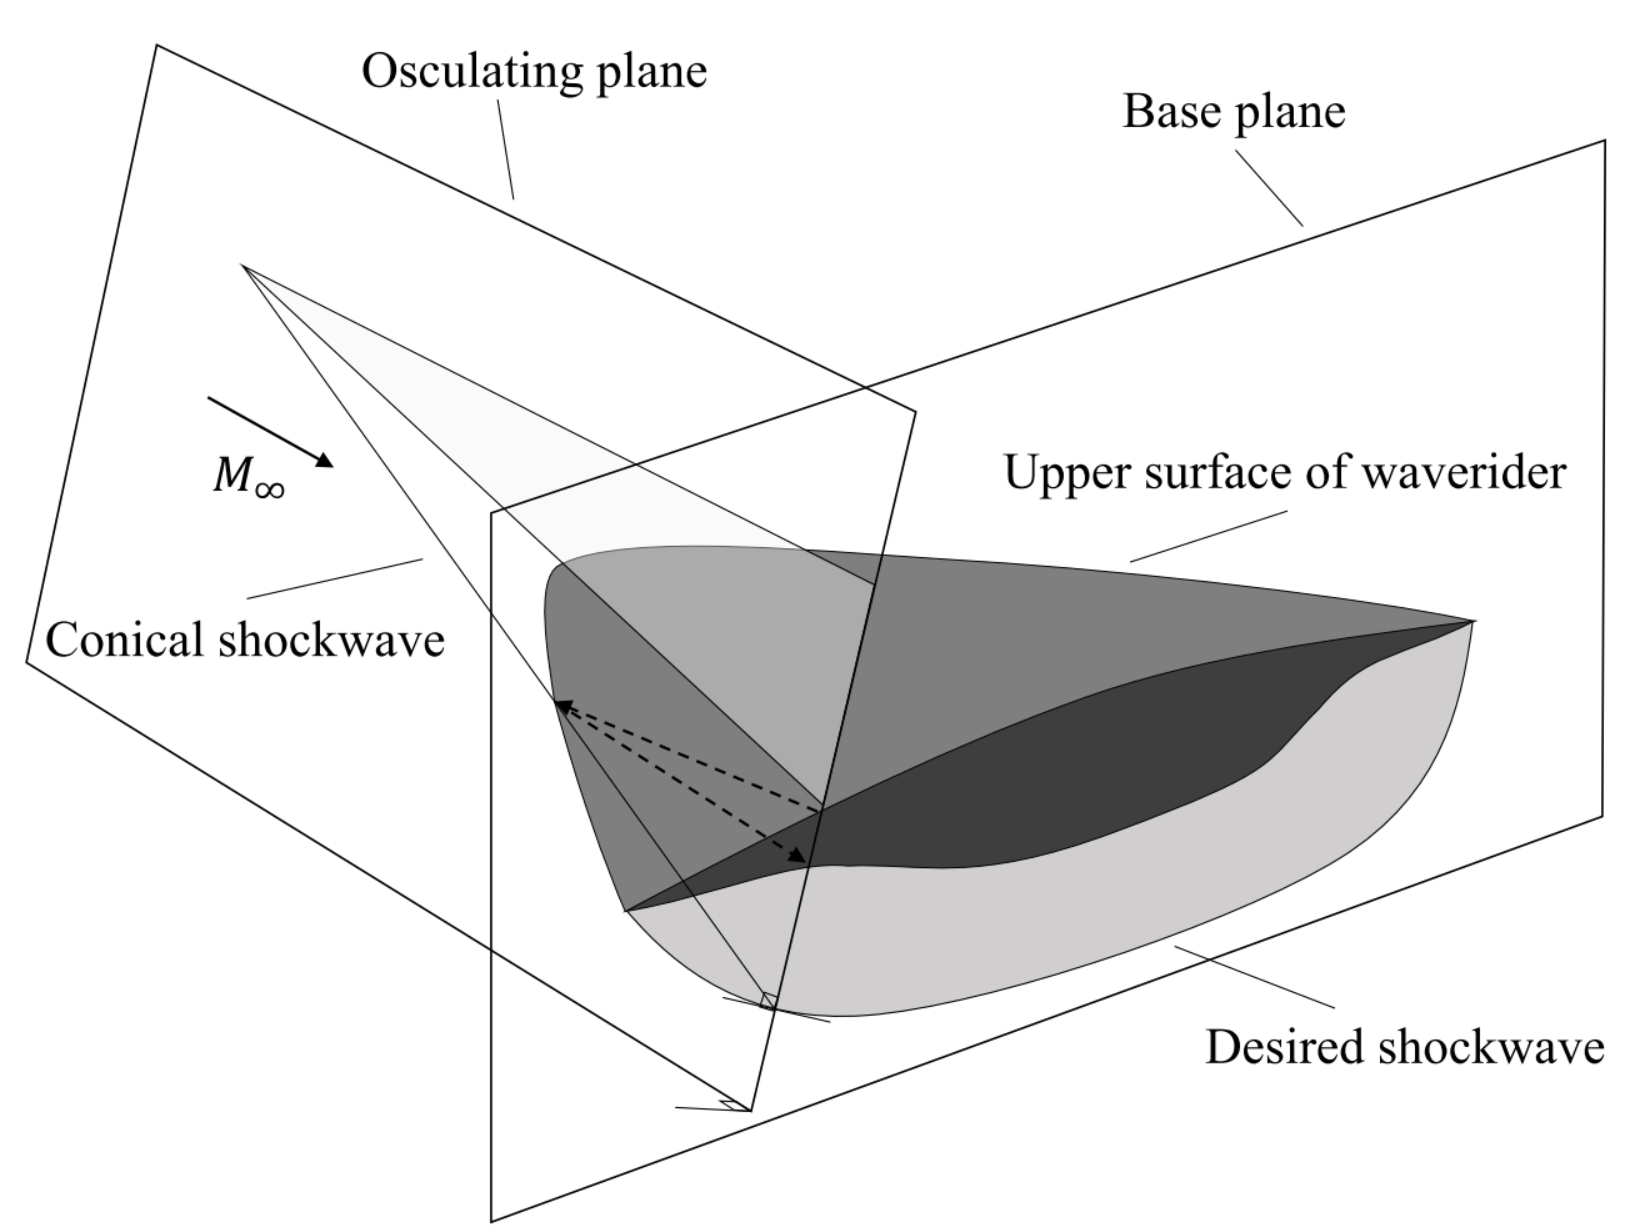 Osculating plane
Base plane
M∞
Upper surface of waverider
Conical shockwave
Desired shockwave